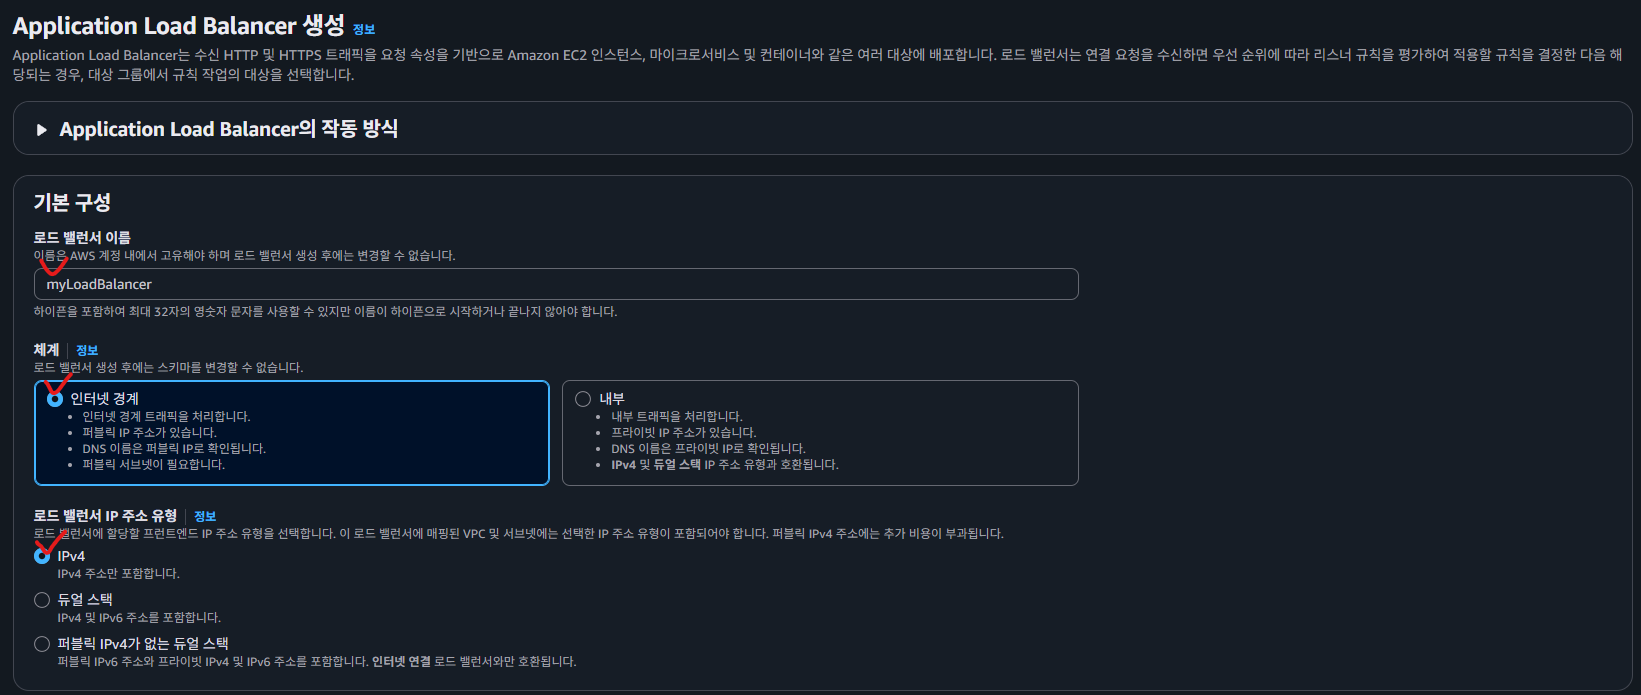 Application Load Balancer 생성 정보
Application Load Balancer는 수신 HTTP 및 HTTPS 트래픽을 요청 속성을 기반으로 Amazon EC2 인스턴스, 마이크로서비스 및 컨테이너와 같은 여러 대상에 배포합니다. 로드 밸런서는 연결 요청을 수신하면 우선 순위에 따라 리스너 규칙을 평가하여 적용할 규칙을 결정한 다음 해
당되는 경우, 대상 그룹에서 규칙 작업의 대상을 선택합니다.
Application Load Balancer의 작동 방식
기본 구성
로드 밸런서 이름
이름은 AWS 계정 내에서 고유해야 하며 로드 밸런서 생성 후에는 변경할 수 없습니다.
myLoadBalancer
하이픈을 포함하여 최대 32자의 영숫자 문자를 사용할 수 있지만 이름이 하이픈으로 시작하거나 끝나지 않아야 합니다.
체계 정보
로드 밸런서 생성 후에는 스키마를 변경할 수 없습니다.
인터넷 경계
• 인터넷 경계 트래픽을 처리합니다.
• 퍼블릭 IP 주소가 있습니다.
• DNS 이름은 퍼블릭 IP로 확인됩니다.
• 퍼블릭 서브넷이 필요합니다.
내부
• 내부 트래픽을 처리합니다.
• 프라이빗 IP 주소가 있습니다.
• DNS 이름은 프라이빗 IP로 확인됩니다.
• IPv4 및 듀얼 스택 IP 주소 유형과 호환됩니다.
로드 밸런서 IP 주소 유형 정보
로드 밸런서에 할당할 프런트엔드 IP 주소 유형을 선택합니다. 이 로드 밸런서에 매핑된 VPC 및 서브넷에는 선택한 IP 주소 유형이 포함되어야 합니다. 퍼블릭 IPv4 주소에는 추가 비용이 부과됩니다.
IPv4
IPv4 주소만 포함합니다.
듀얼 스택
IPv4 및 IPv6 주소를 포함합니다.
퍼블릭 IPv4가 없는 듀얼 스택
퍼블릭 IPv6 주소와 프라이빗 IPv4 및 IPv6 주소를 포함합니다. 인터넷 연결 로드 밸런서와만 호환됩니다.